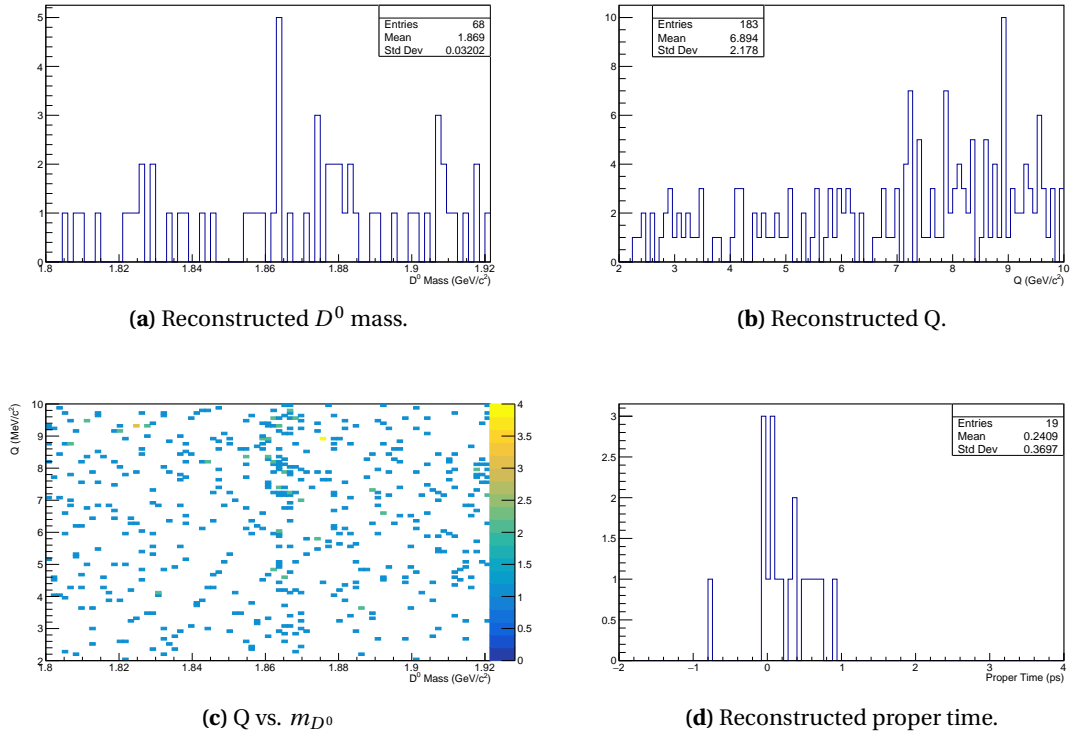 Entries 68
Mean 1.869
Std Dev 0.03202
5
4
3
2
1
0
1.8 1.82 1.84 1.86 1.88 1.9 1.92
D⁰ Mass (GeV/c²)
(a) Reconstructed D⁰ mass.
Entries 183
Mean 6.894
Std Dev 2.178
10
8
6
4
2
0
2 3 4 5 6 7 8 9 10
Q (GeV/c²)
(b) Reconstructed Q.
Q (MeV/c²)
10
9
8
7
6
5
4
3
2
1.8 1.82 1.84 1.86 1.88 1.9 1.92
D⁰ Mass (GeV/c²)
4
3.5
3
2.5
2
1.5
1
0.5
0
(c) Q vs. m_D⁰
Entries 19
Mean 0.2409
Std Dev 0.3697
3
2.5
2
1.5
1
0.5
0
−2 −1 0 1 2 3 4
Proper Time (ps)
(d) Reconstructed proper time.